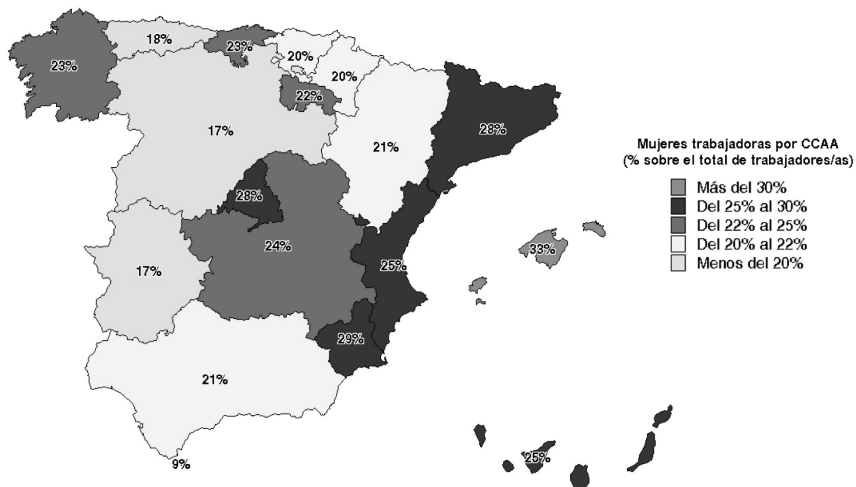 18%
23%
20%
23%
20%
22%
17%
21%
28%
28%
33%
24%
17%
25%
29%
21%
9%
25%
Mujeres trabajadoras por CCAA
(% sobre el total de trabajadores/as)
Más del 30%
Del 25% al 30%
Del 22% al 25%
Del 20% al 22%
Menos del 20%